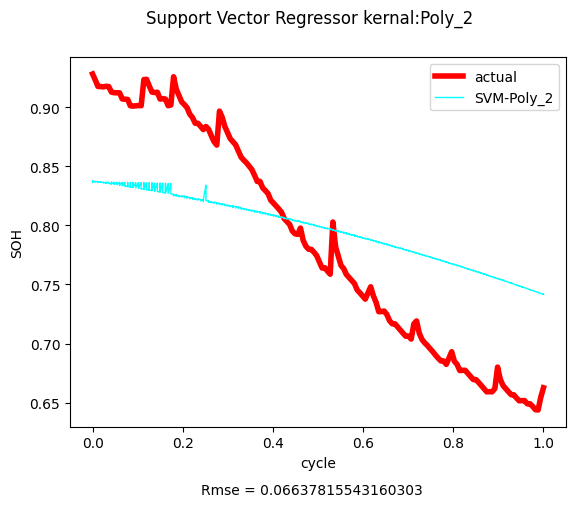 Support Vector Regressor kernal:Poly_2
actual
SVM-Poly_2
SOH
0.90
0.85
0.80
0.75
0.70
0.65
0.0 0.2 0.4 0.6 0.8 1.0
cycle
Rmse = 0.06637815543160303